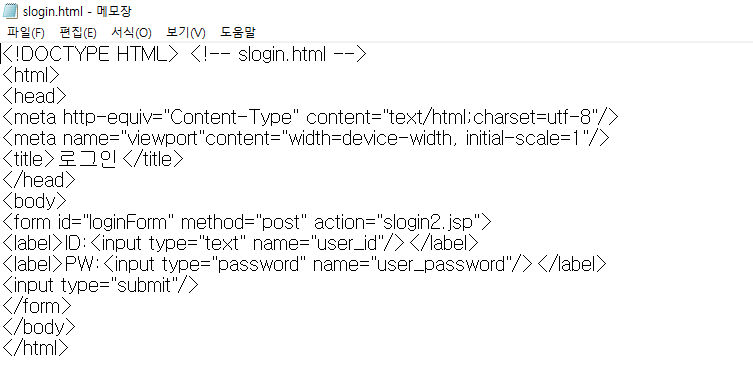 slogin.html - 메모장
파일(F) 편집(E) 서식(O) 보기(V) 도움말
<!DOCTYPE HTML> <!-- slogin.html -->
<html>
<head>
<meta http-equiv="Content-Type" content="text/html;charset=utf-8"/>
<meta name="viewport"content="width=device-width, initial-scale=1"/>
<title>로그인</title>
</head>
<body>
<form id="loginForm" method="post" action="slogin2.jsp">
<label>ID:<input type="text" name="user_id"/></label>
<label>PW:<input type="password" name="user_password"/></label>
<input type="submit"/>
</form>
</body>
</html>